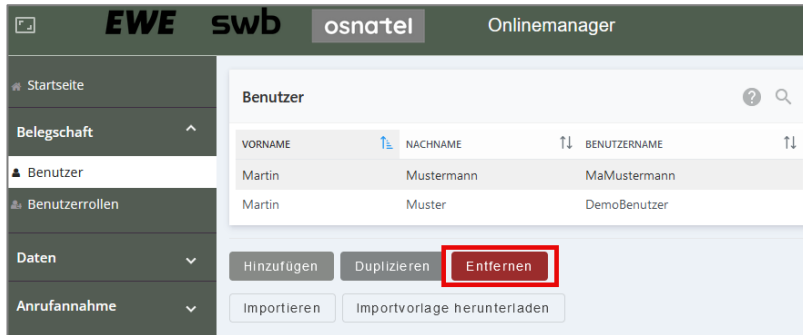 EWE swb osnatel Onlinemanager
Startseite
Belegschaft
Benutzer
Benutzerrollen
Daten
Anrufannahme
Benutzer
VORNAME NACHNAME BENUTZERNAME
Martin Mustermann MaMustermann
Martin Muster DemoBenutzer
Hinzufügen Duplizieren Entfernen
Importieren Importvorlage herunterladen